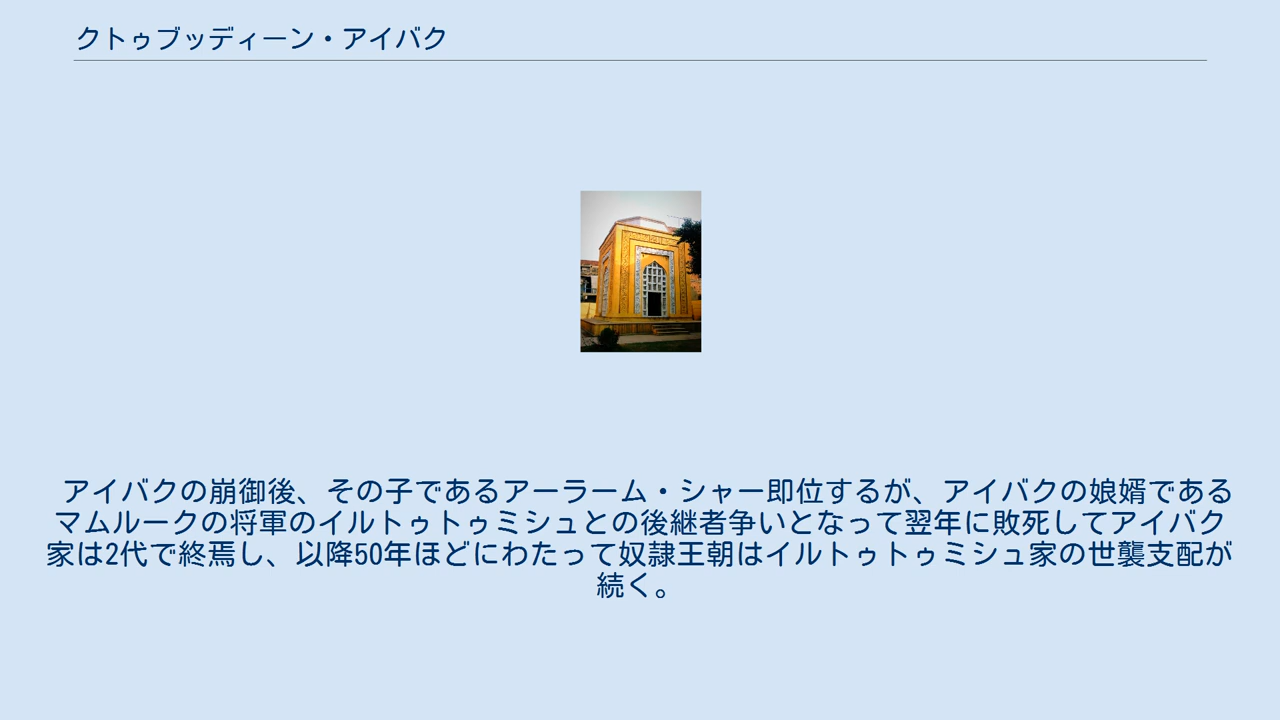 クトゥブッディーン・アイバク
アイバクの崩御後、その子であるアーラーム・シャー即位するが、アイバクの娘婿である
マムルークの将軍のイルトゥトゥミシュとの後継者争いとなって翌年に敗死してアイバク
家は2代で終焉し、以降50年ほどにわたって奴隷王朝はイルトゥトゥミシュ家の世襲支配が
続く。